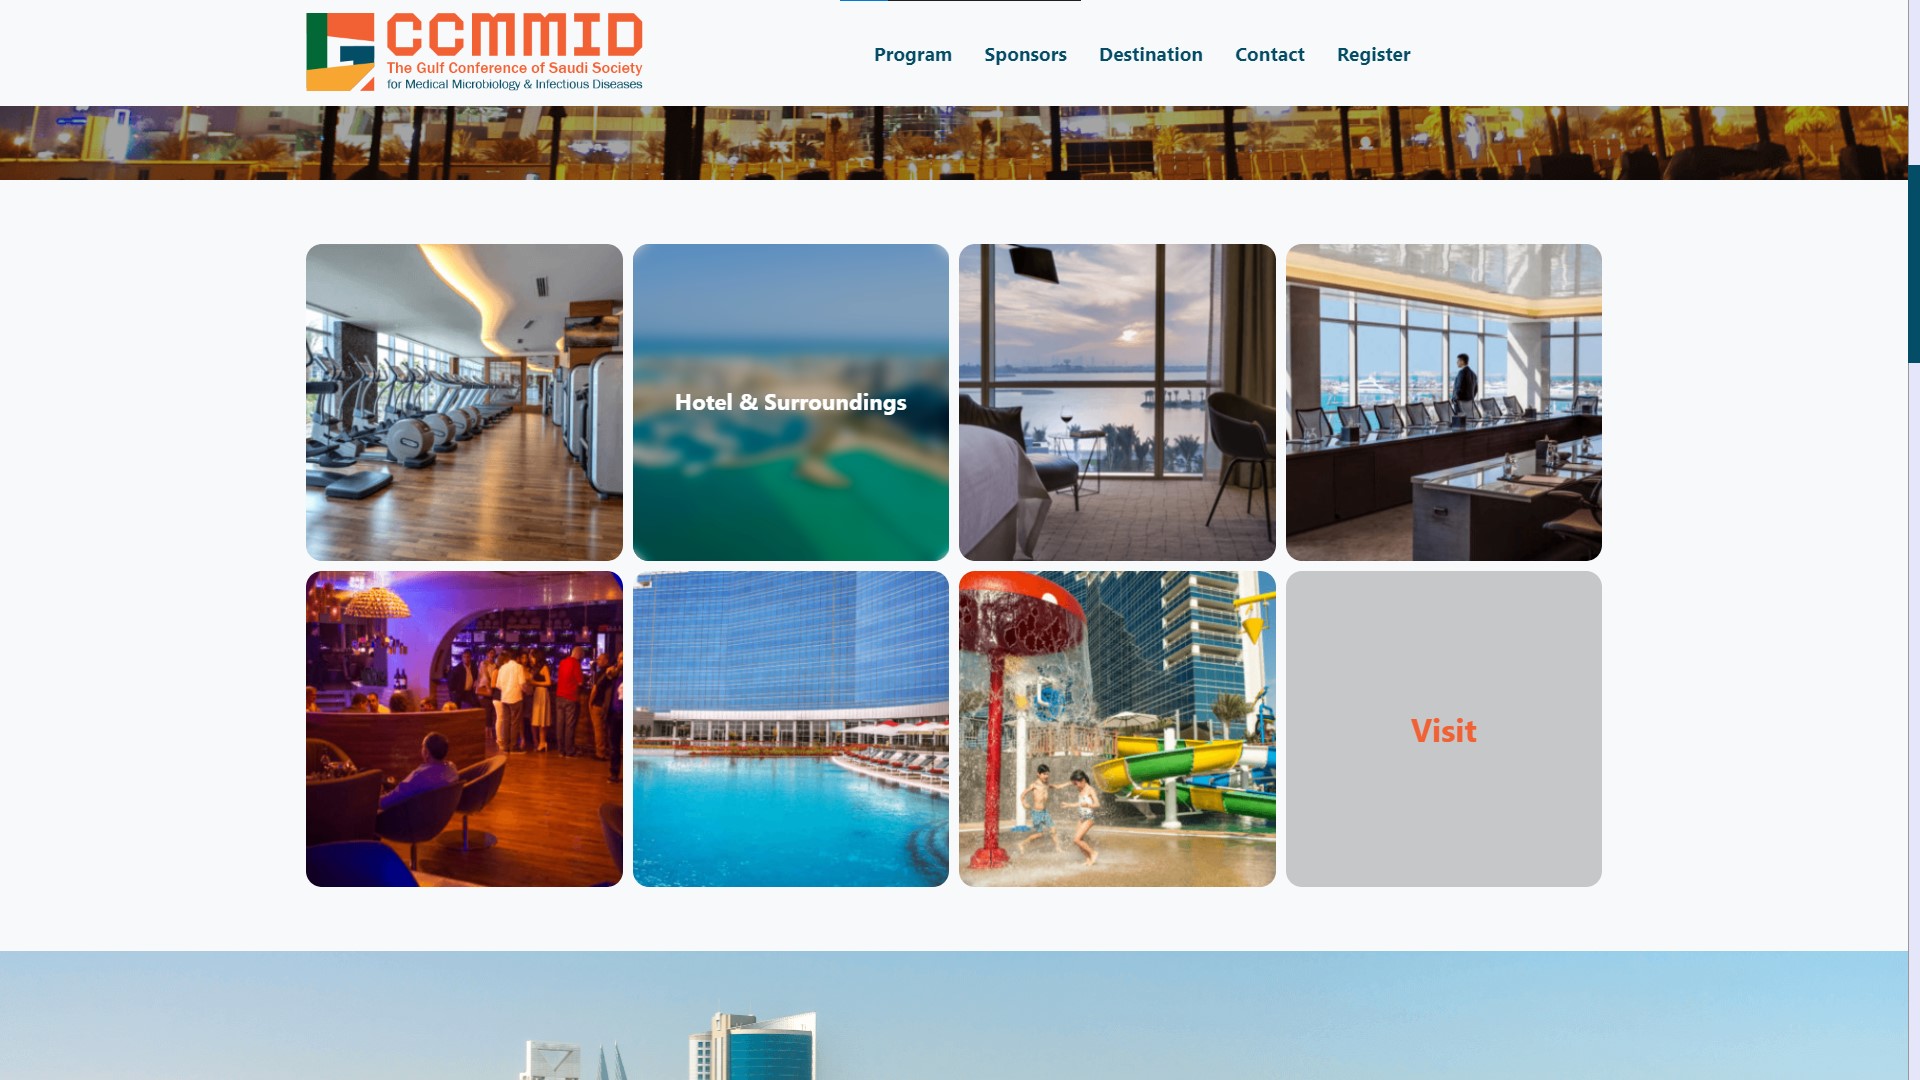 CCMMID
The Gulf Conference of Saudi Society
for Medical Microbiology & Infectious Diseases
Program
Sponsors
Destination
Contact
Register
Hotel & Surroundings
Visit